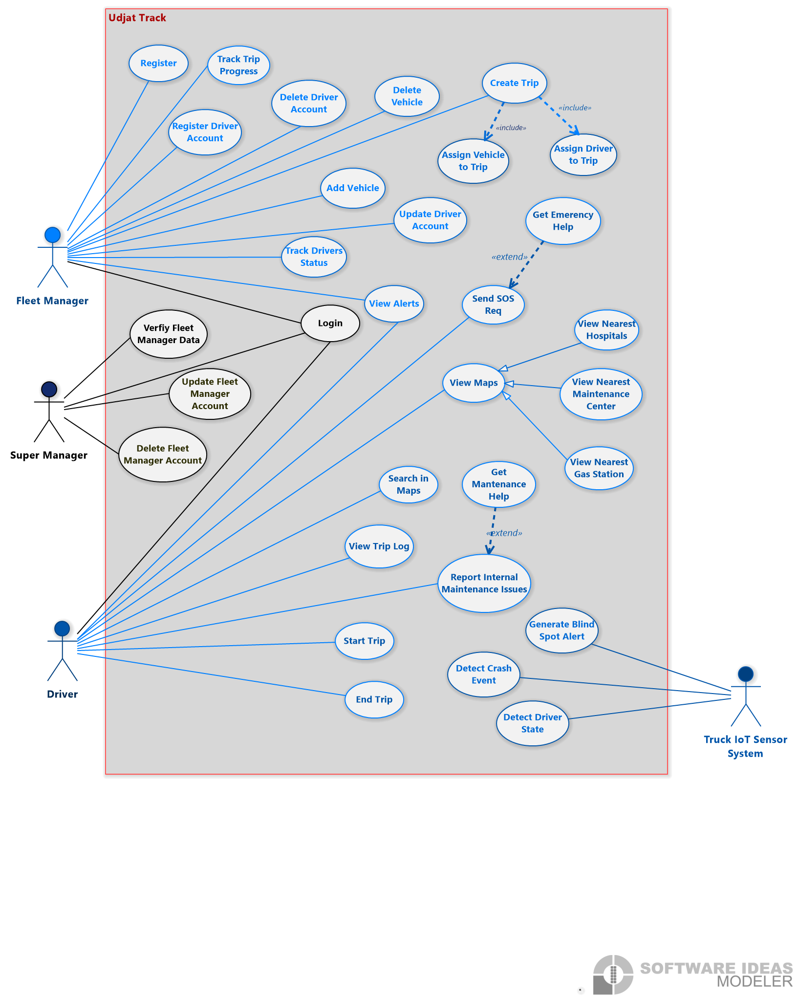 Udjat Track
Register
Track Trip
Progress
Delete Driver
Account
Delete
Vehicle
Create Trip
«include»
«include»
Register Driver
Account
Assign Vehicle
to Trip
Assign Driver
to Trip
Add Vehicle
Update Driver
Account
Get Emerency
Help
Track Drivers
Status
«extend»
Fleet Manager
View Alerts
Send SOS
Req
Login
Verfiy Fleet
Manager Data
View Nearest
Hospitals
View Maps
Update Fleet
Manager
Account
View Nearest
Maintenance
Center
Super Manager
Delete Fleet
Manager Account
View Nearest
Gas Station
Search in
Maps
Get
Mantenance
Help
«extend»
View Trip Log
Report Internal
Maintenance Issues
Generate Blind
Spot Alert
Start Trip
Detect Crash
Event
Driver
End Trip
Detect Driver
State
Truck IoT Sensor
System
SOFTWARE IDEAS
MODELER